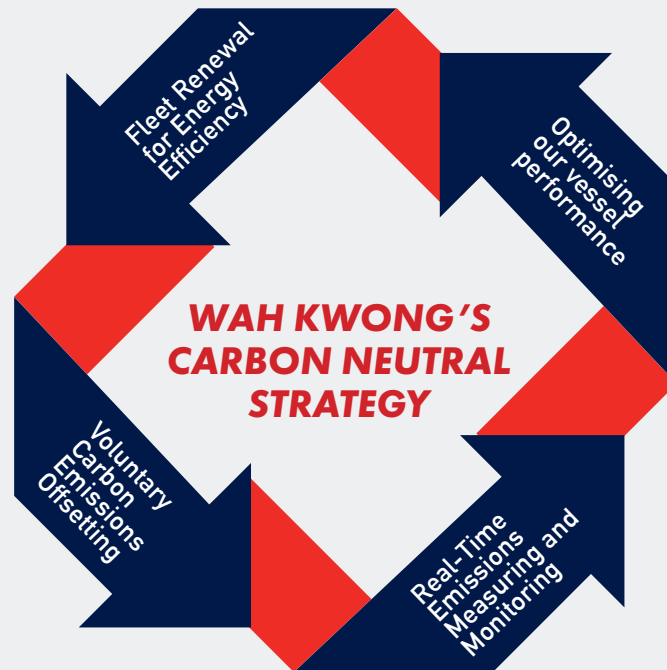 Fleet Renewal
for Energy
Efficiency
Optimising
our vessel
performance
WAH KWONG'S
CARBON NEUTRAL
STRATEGY
Voluntary
Carbon
Emissions
Offsetting
Real-Time
Emissions
Measuring and
Monitoring